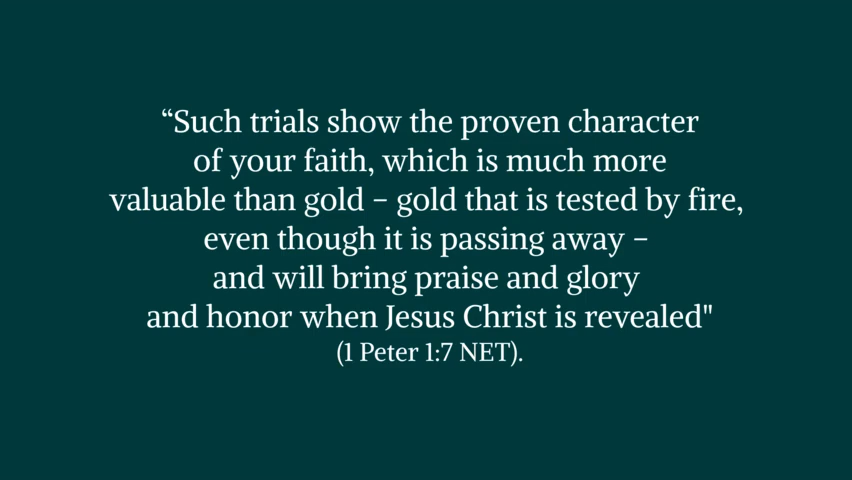 “Such trials show the proven character
of your faith, which is much more
valuable than gold – gold that is tested by fire,
even though it is passing away –
and will bring praise and glory
and honor when Jesus Christ is revealed"
(1 Peter 1:7 NET).